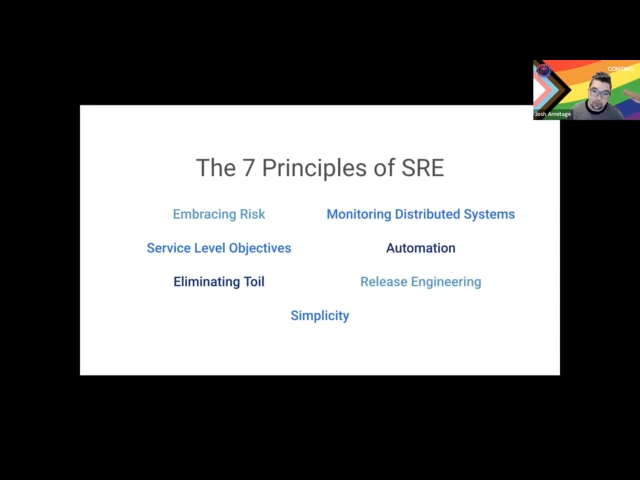 The 7 Principles of SRE
Embracing Risk
Monitoring Distributed Systems
Service Level Objectives
Automation
Eliminating Toil
Release Engineering
Simplicity
Josh Armitage